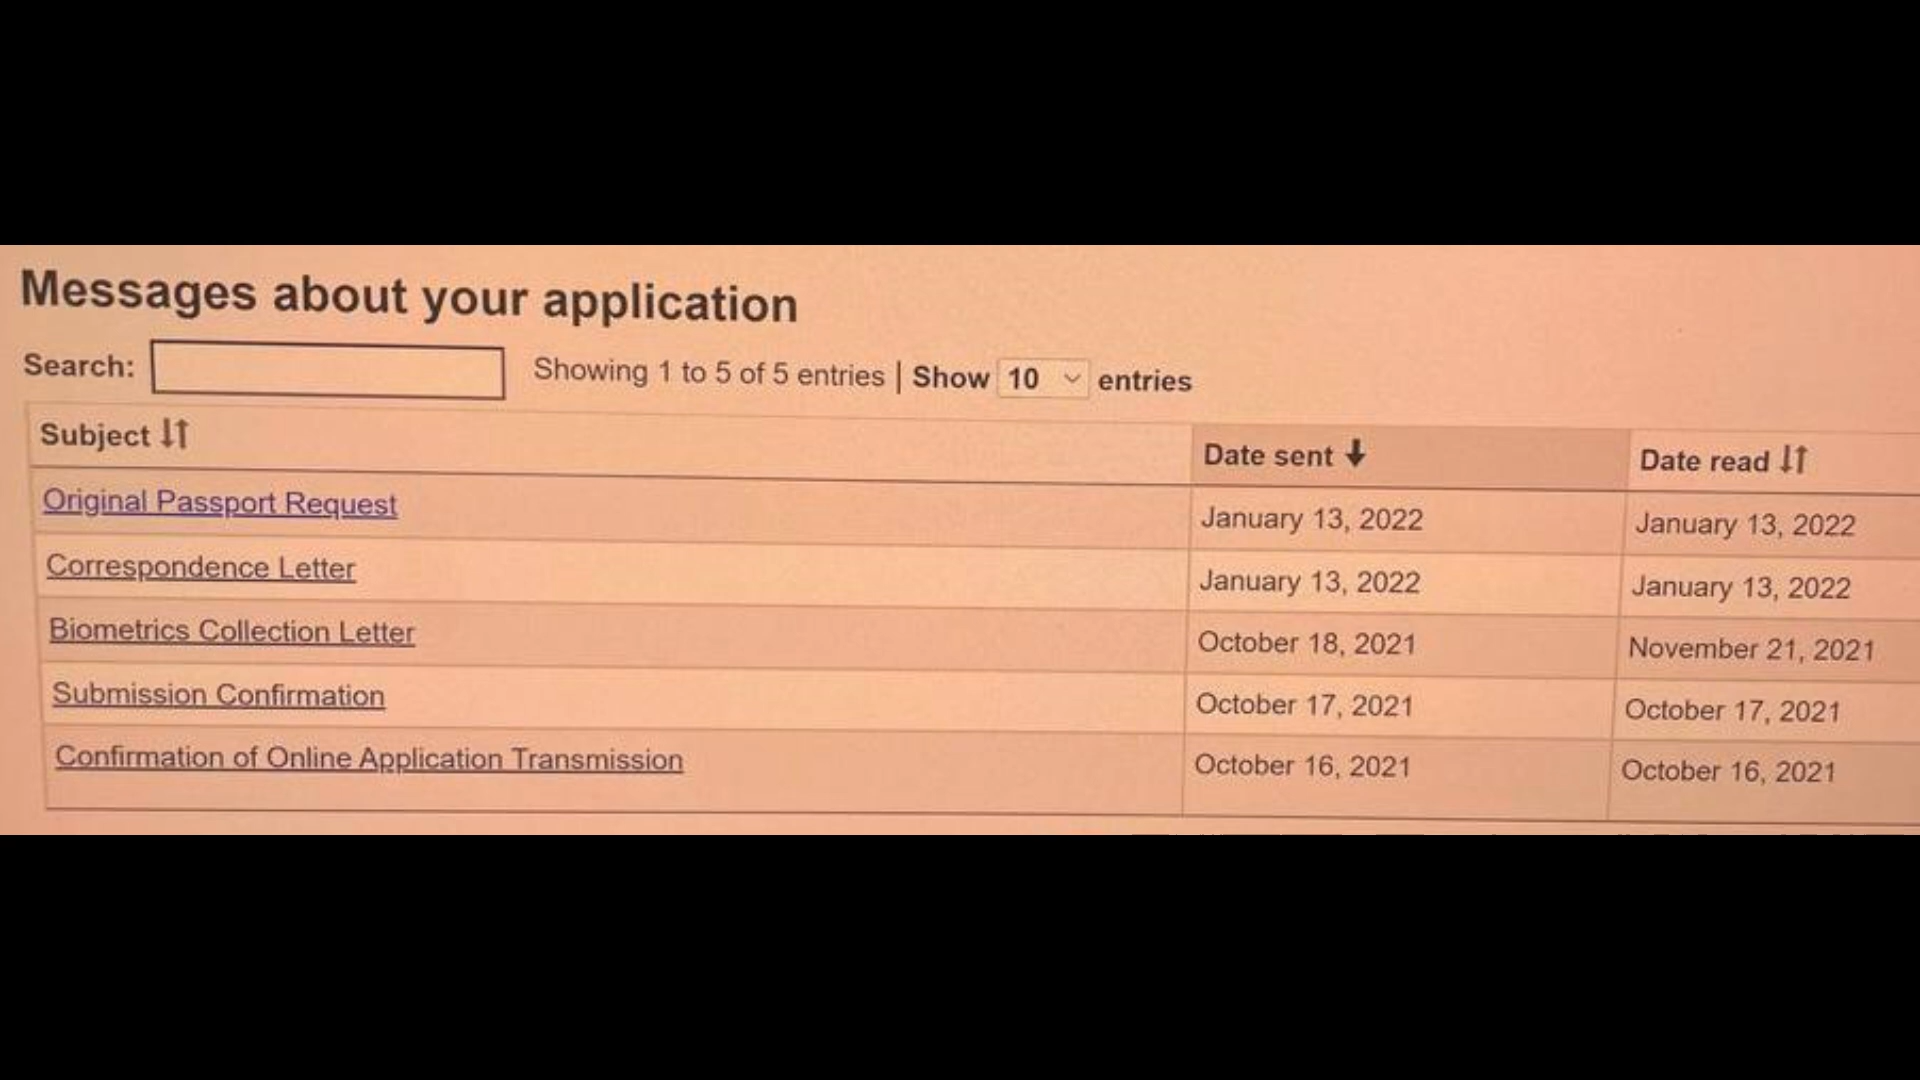 Messages about your application
Search: Showing 1 to 5 of 5 entries | Show 10 entries
Subject Date sent Date read
Original Passport Request January 13, 2022 January 13, 2022
Correspondence Letter January 13, 2022 January 13, 2022
Biometrics Collection Letter October 18, 2021 November 21, 2021
Submission Confirmation October 17, 2021 October 17, 2021
Confirmation of Online Application Transmission October 16, 2021 October 16, 2021